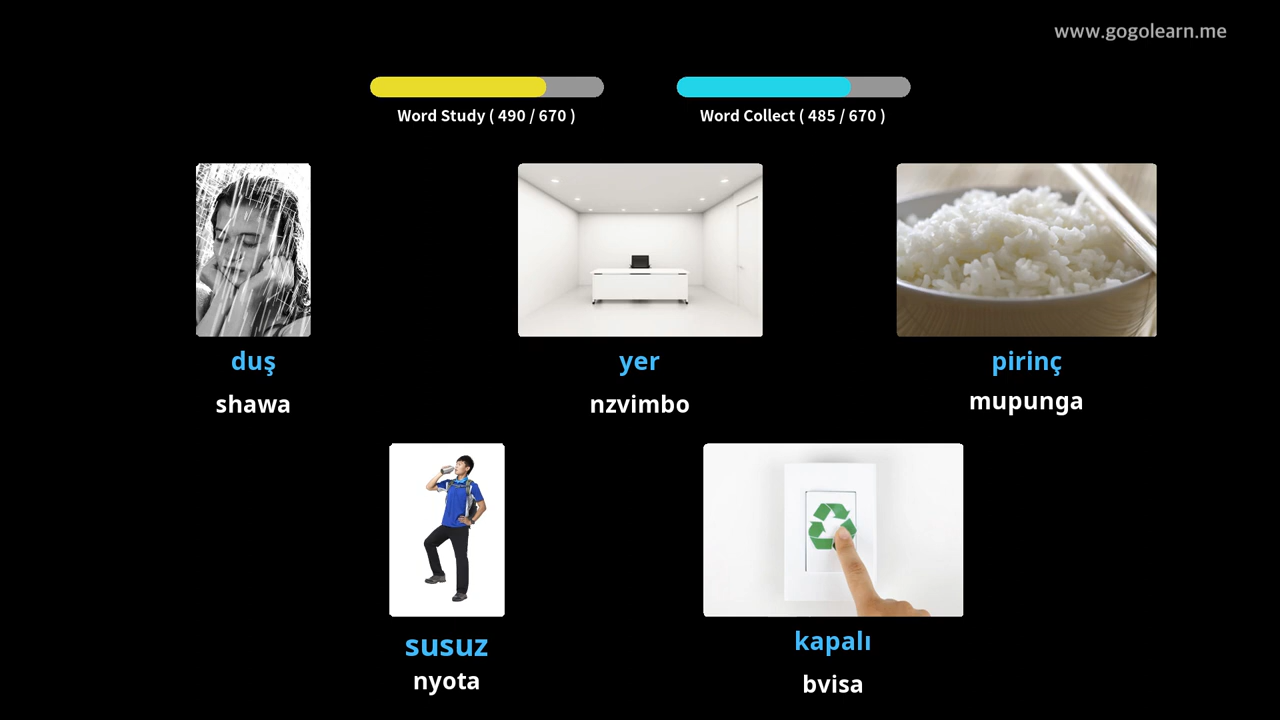 www.gogolearn.me
Word Study ( 490 / 670 )
Word Collect ( 485 / 670 )
duş
shawa
yer
nzvimbo
pirinç
mupunga
susuz
nyota
kapalı
bvisa